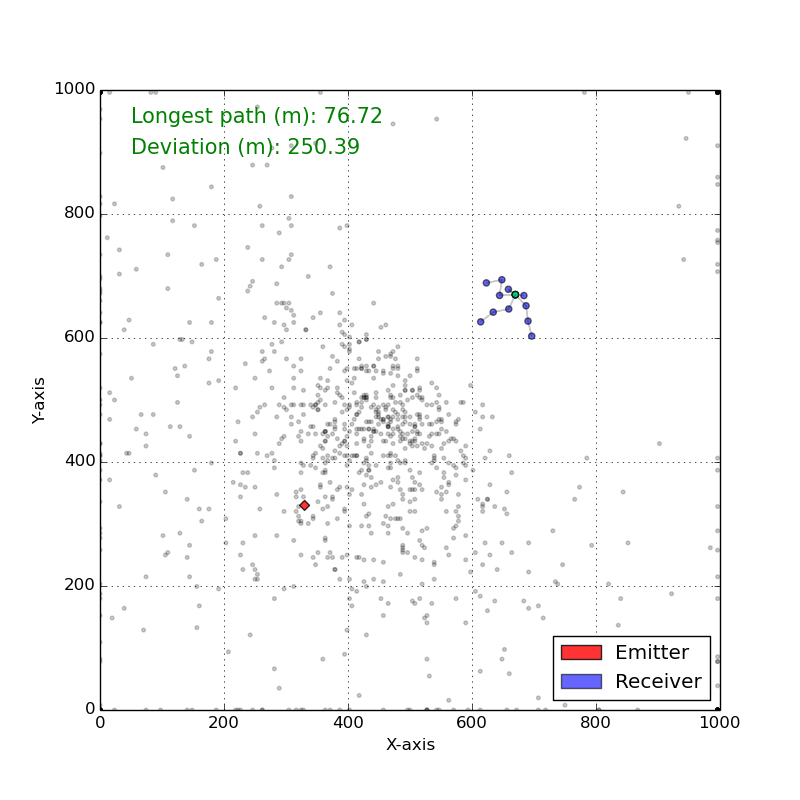 Longest path (m): 76.72
Deviation (m): 250.39
1000
800
600
400
200
0
Y-axis
0 200 400 600 800 1000
X-axis
Emitter
Receiver